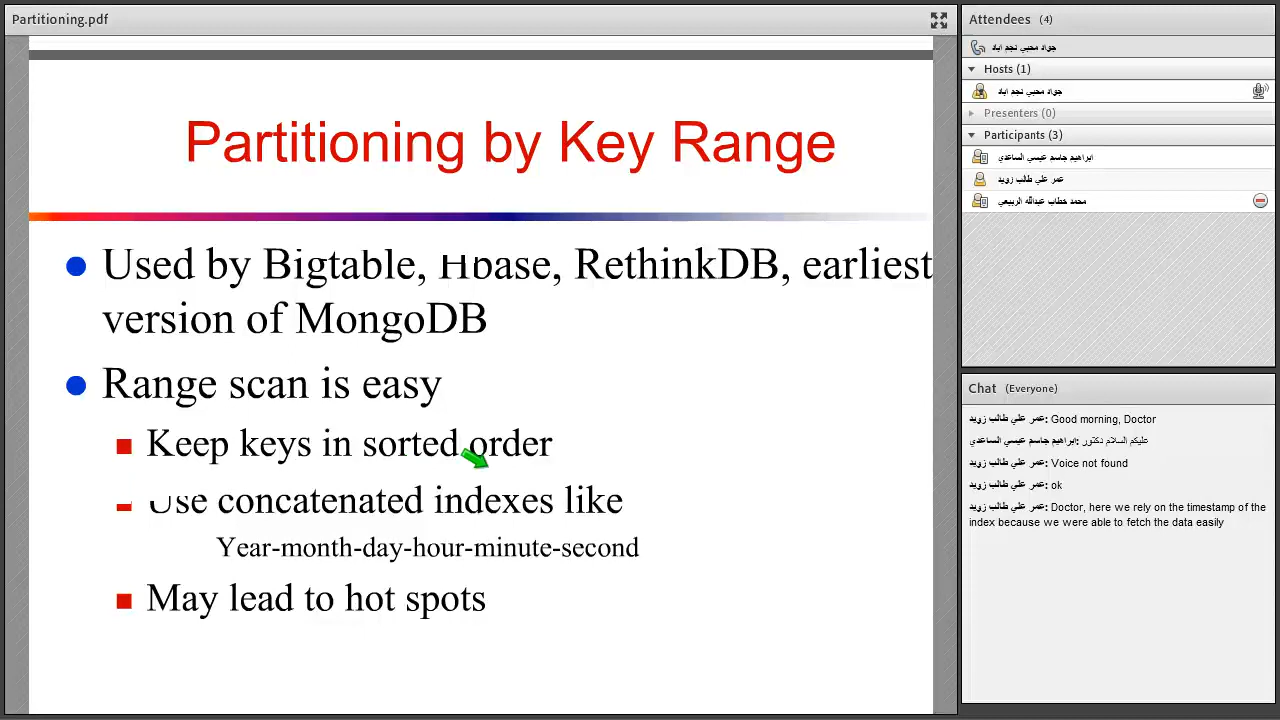 Partitioning.pdf
Partitioning by Key Range
Used by Bigtable, Hbase, RethinkDB, earliest
version of MongoDB
Range scan is easy
Keep keys in sorted order
Use concatenated indexes like
Year-month-day-hour-minute-second
May lead to hot spots
Attendees (4)
جواد محبي نجم اباد
Hosts (1)
جواد محبي نجم اباد
Presenters (0)
Participants (3)
ابراهيم جاسم عيسي الساعدي
عمر علي طالب زويد
محمد خطاب عبدالله الربيعي
Chat (Everyone)
عمر علي طالب زويد: Good morning, Doctor
ابراهيم جاسم عيسي الساعدي: عليكم السلام دكتور
عمر علي طالب زويد: Voice not found
عمر علي طالب زويد: ok
عمر علي طالب زويد: Doctor, here we rely on the timestamp of the
index because we were able to fetch the data easily